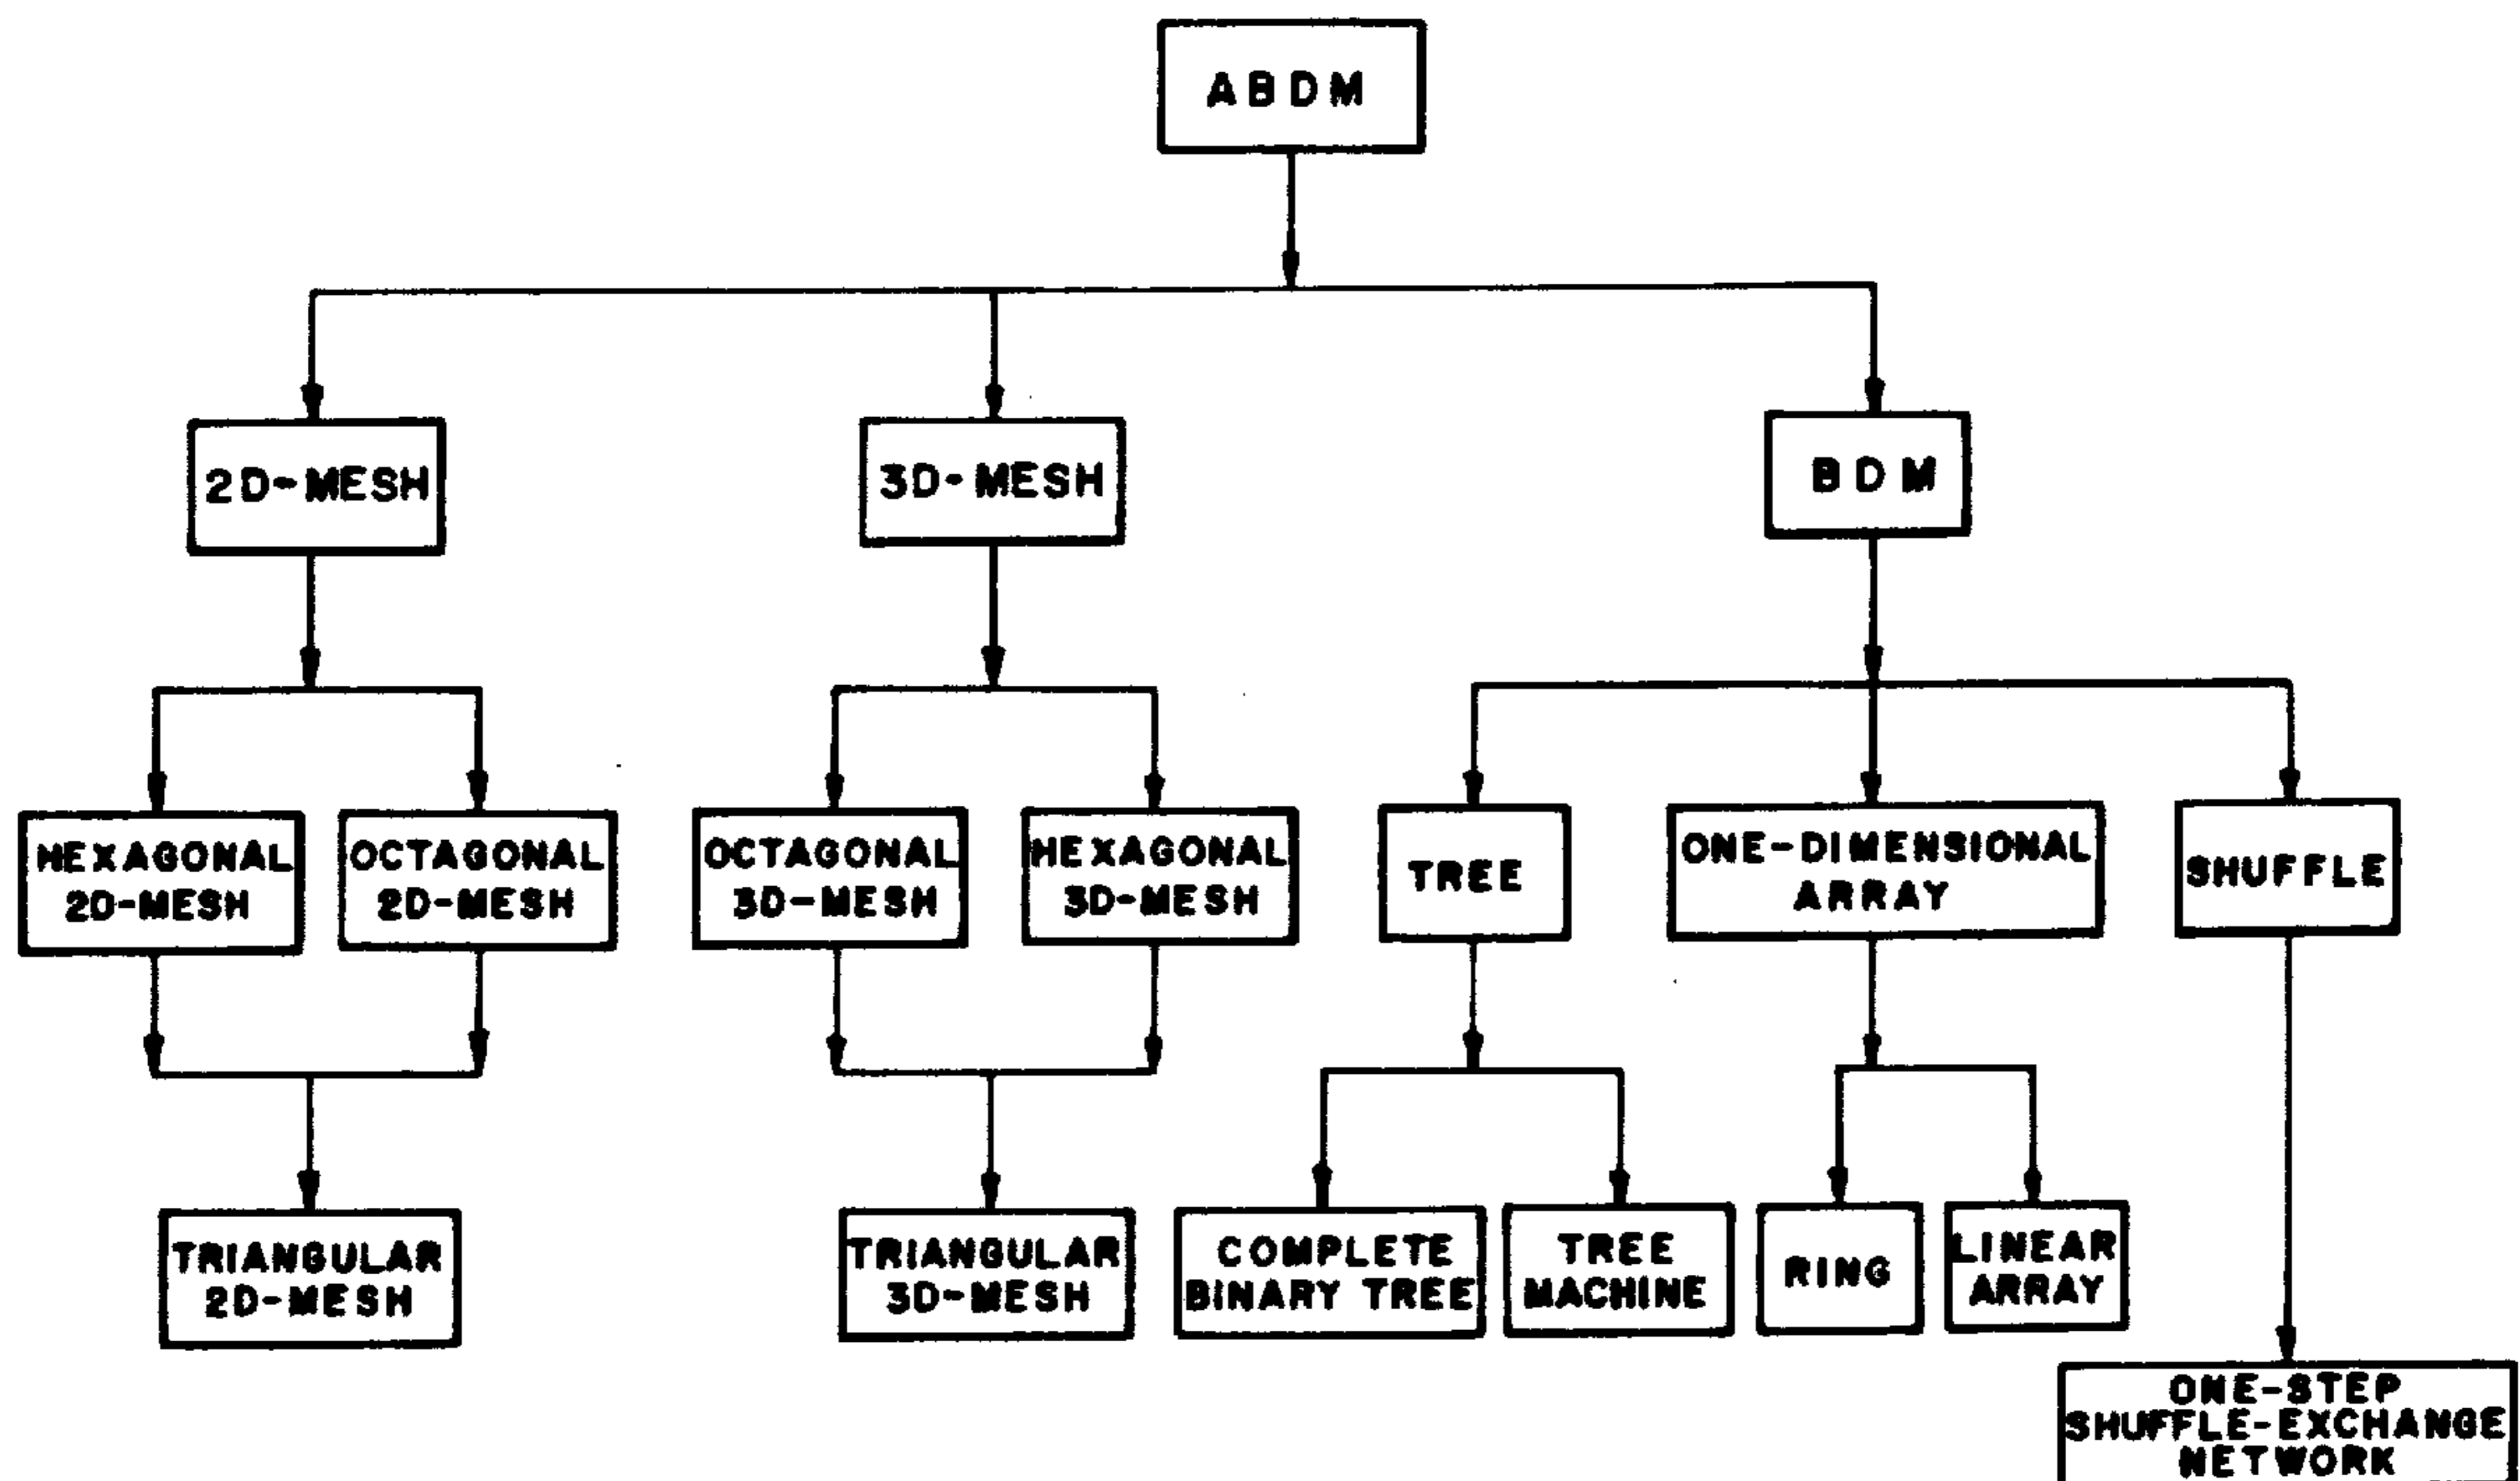 ABDM
2D-MESH
3D-MESH
BDM
HEXAGONAL
2D-MESH
OCTAGONAL
2D-MESH
OCTAGONAL
3D-MESH
HEXAGONAL
3D-MESH
TREE
ONE-DIMENSIONAL
ARRAY
SHUFFLE
TRIANGULAR
2D-MESH
TRIANGULAR
3D-MESH
COMPLETE
BINARY TREE
TREE
MACHINE
RING
LINEAR
ARRAY
ONE-STEP
SHUFFLE-EXCHANGE
NETWORK